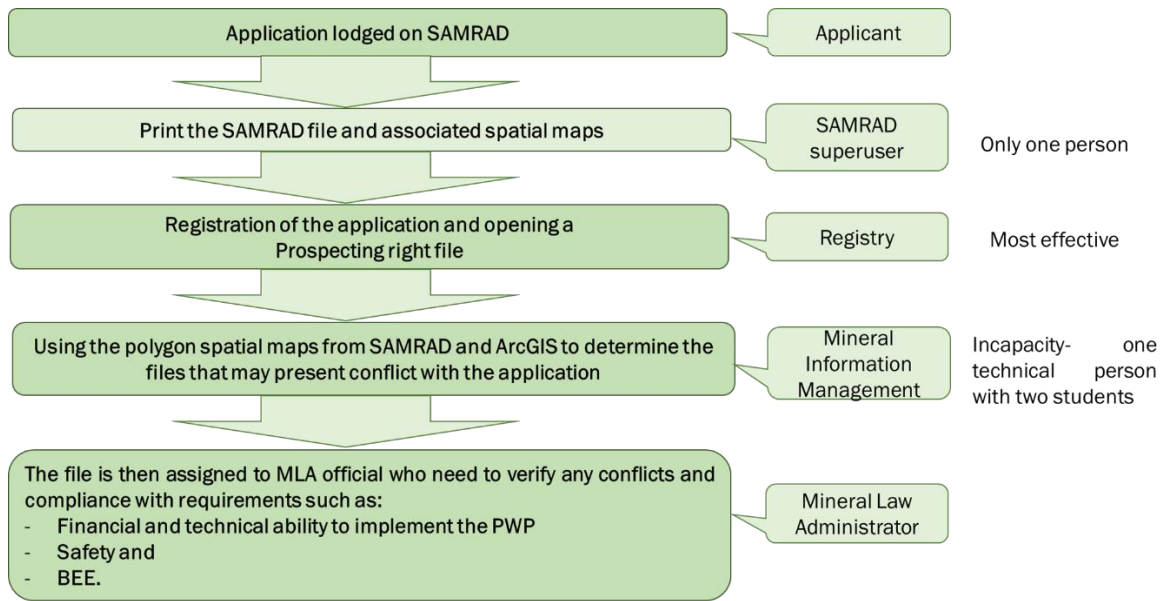 Application lodged on SAMRAD
Applicant
Print the SAMRAD file and associated spatial maps
SAMRAD
superuser
Only one person
Registration of the application and opening a
Prospecting right file
Registry
Most effective
Using the polygon spatial maps from SAMRAD and ArcGIS to determine the
files that may present conflict with the application
Mineral
Information
Management
Incapacity- one
technical person
with two students
The file is then assigned to MLA official who need to verify any conflicts and
compliance with requirements such as:
- Financial and technical ability to implement the PWP
- Safety and
- BEE.
Mineral Law
Administrator